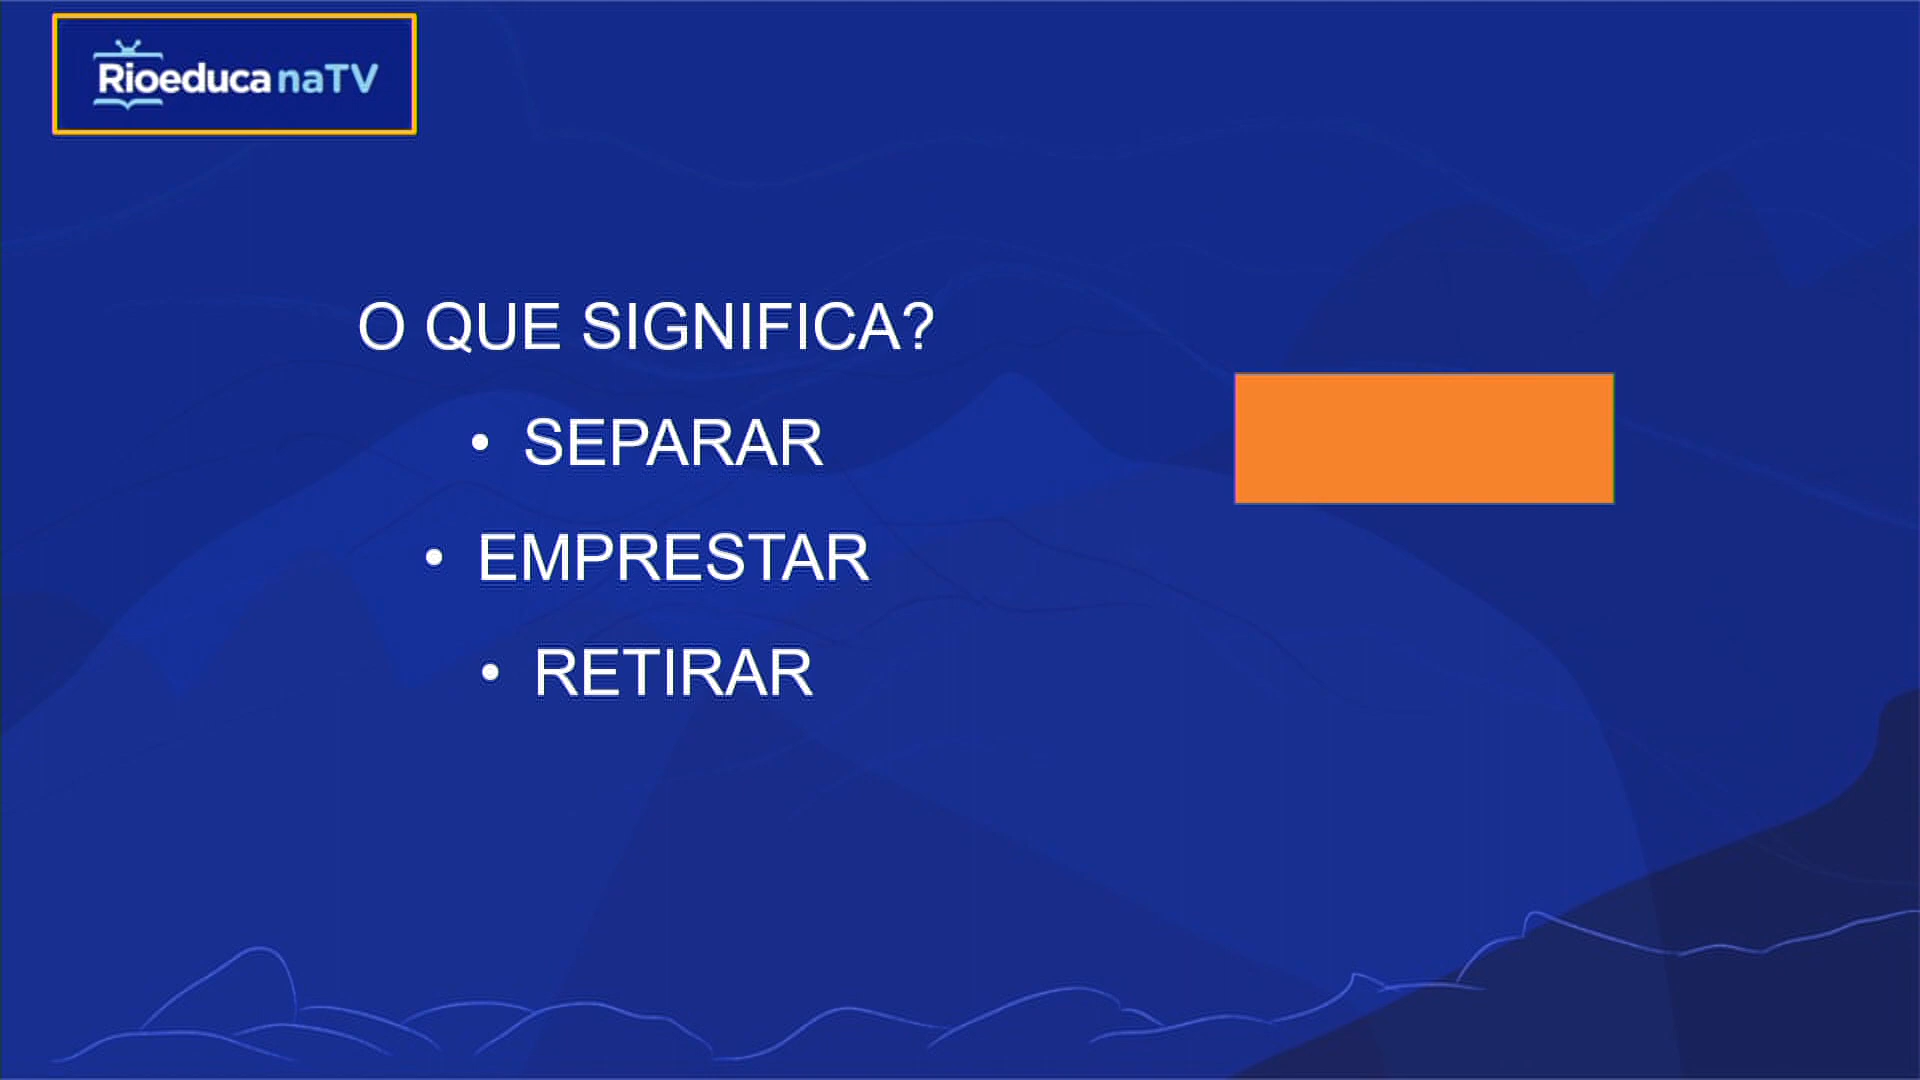 Rioeduca naTV
O QUE SIGNIFICA?
• SEPARAR
• EMPRESTAR
• RETIRAR